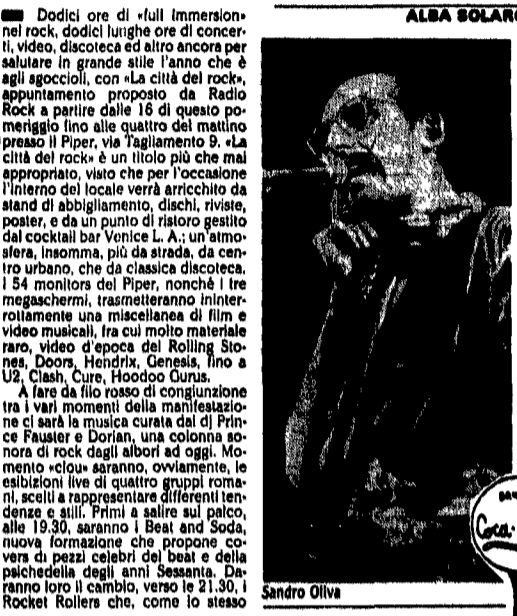 Dodici ore di «full immersion»
nel rock, dodici lunghe ore di concer-
ti, video, discoteca ed altro ancora per
salutare in grande stile l'anno che è
agli sgoccioli, con «La città del rock»,
appuntamento proposto da Radio
Rock a partire dalle 16 di questo po-
meriggio fino alle quattro del mattino
presso il Piper, via Tagliamento 9. «La
città del rock» è un titolo più che mai
appropriato, visto che per l'occasione
l'interno del locale verrà arricchito da
stand di abbigliamento, dischi, riviste,
poster, e da un punto di ristoro gestito
dal cocktail bar Venice L. A.; un'atmo-
sfera, insomma, più da strada, da cen-
tro urbano, che da classica discoteca.
I 54 monitors del Piper, nonché i tre
megaschermi, trasmetteranno ininter-
rottamente una miscellanea di film e
video musicali, fra cui molto materiale
raro, video d'epoca dei Rolling Sto-
nes, Doors, Hendrix, Genesis, fino a
U2, Clash, Cure, Hoodoo Gurus.
A fare da filo rosso di congiunzione
tra i vari momenti della manifestazio-
ne ci sarà la musica curata dai dj Prin-
ce Fauster e Dorian, una colonna so-
nora di rock dagli albori ad oggi. Mo-
mento «clou» saranno, ovviamente, le
esibizioni live di quattro gruppi roma-
ni, scelti a rappresentare differenti ten-
denze e stili. Primi a salire sul palco,
alle 19.30, saranno i Beat and Soda,
nuova formazione che propone co-
vers di pezzi celebri del beat e della
psichedella degli anni Sessanta. Da-
ranno loro il cambio, verso le 21.30, i
Rocket Rollers che, come lo stesso
ALBA SOLARO
Sandro Oliva
Coca-